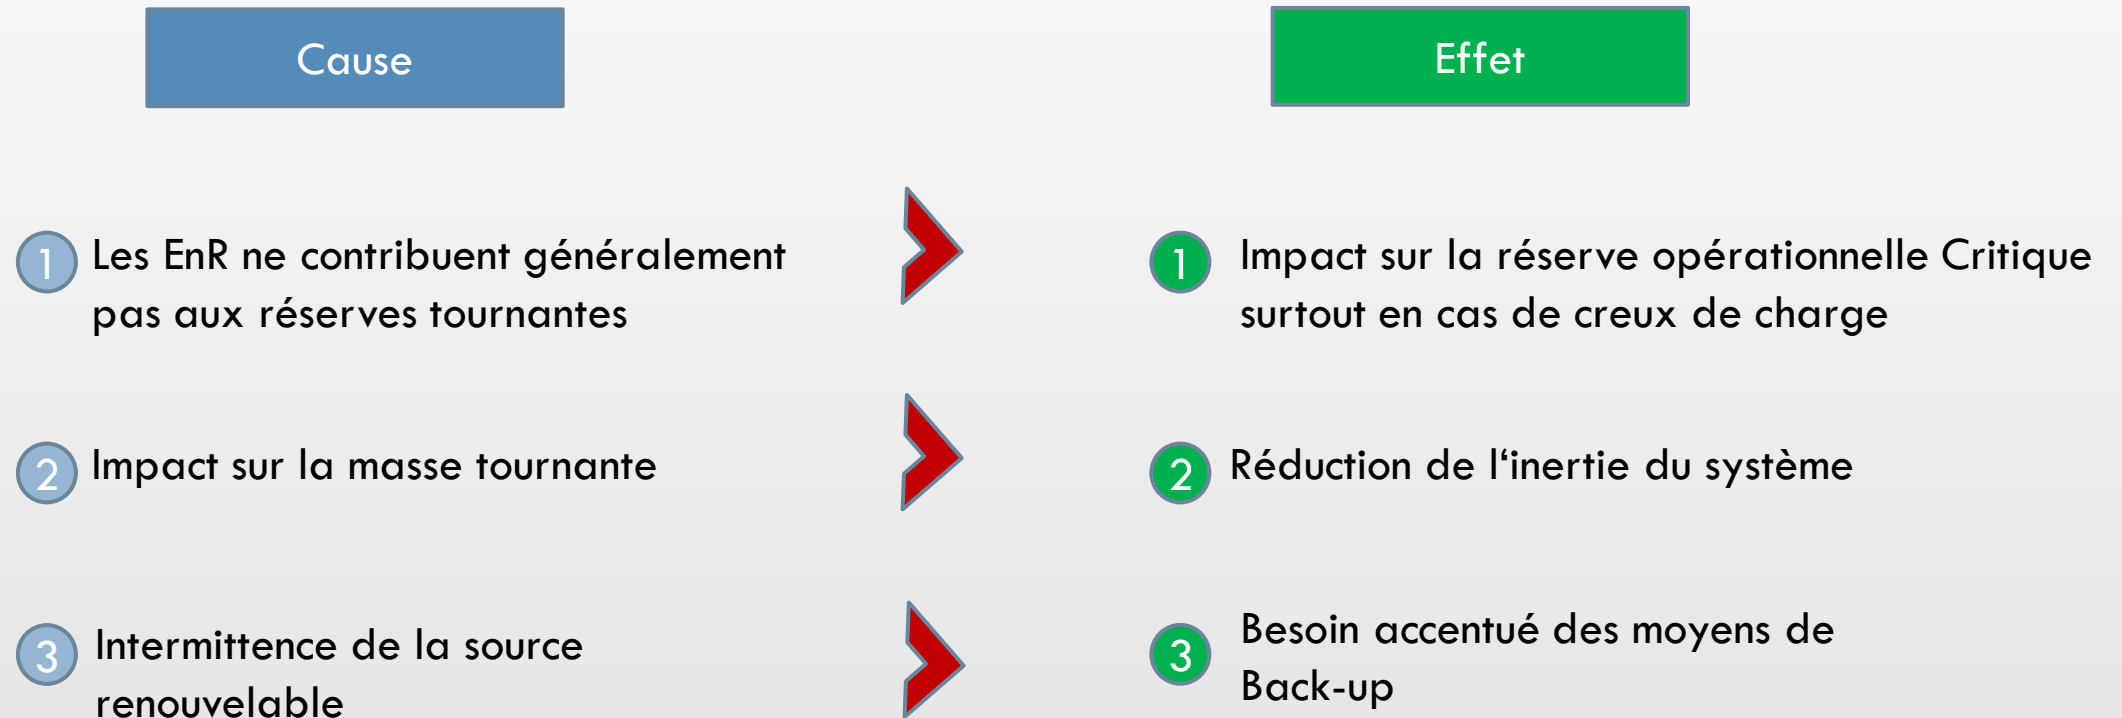 Cause
Effet
1 Les EnR ne contribuent généralement
pas aux réserves tournantes
1 Impact sur la réserve opérationnelle Critique
surtout en cas de creux de charge
2 Impact sur la masse tournante
2 Réduction de l‘inertie du système
3 Intermittence de la source
renouvelable
3 Besoin accentué des moyens de
Back-up